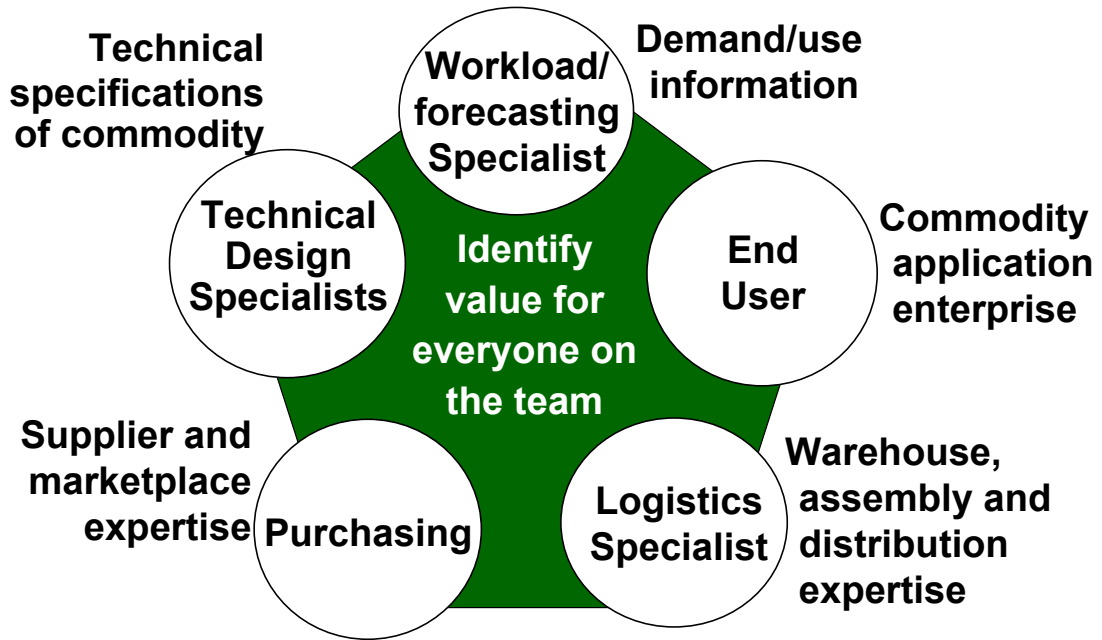 Technical
specifications
of commodity
Workload/
forecasting
Specialist
Demand/use
information
Technical
Design
Specialists
Identify
value for
everyone on
the team
End
User
Commodity
application
enterprise
Supplier and
marketplace
expertise
Purchasing
Logistics
Specialist
Warehouse,
assembly and
distribution
expertise